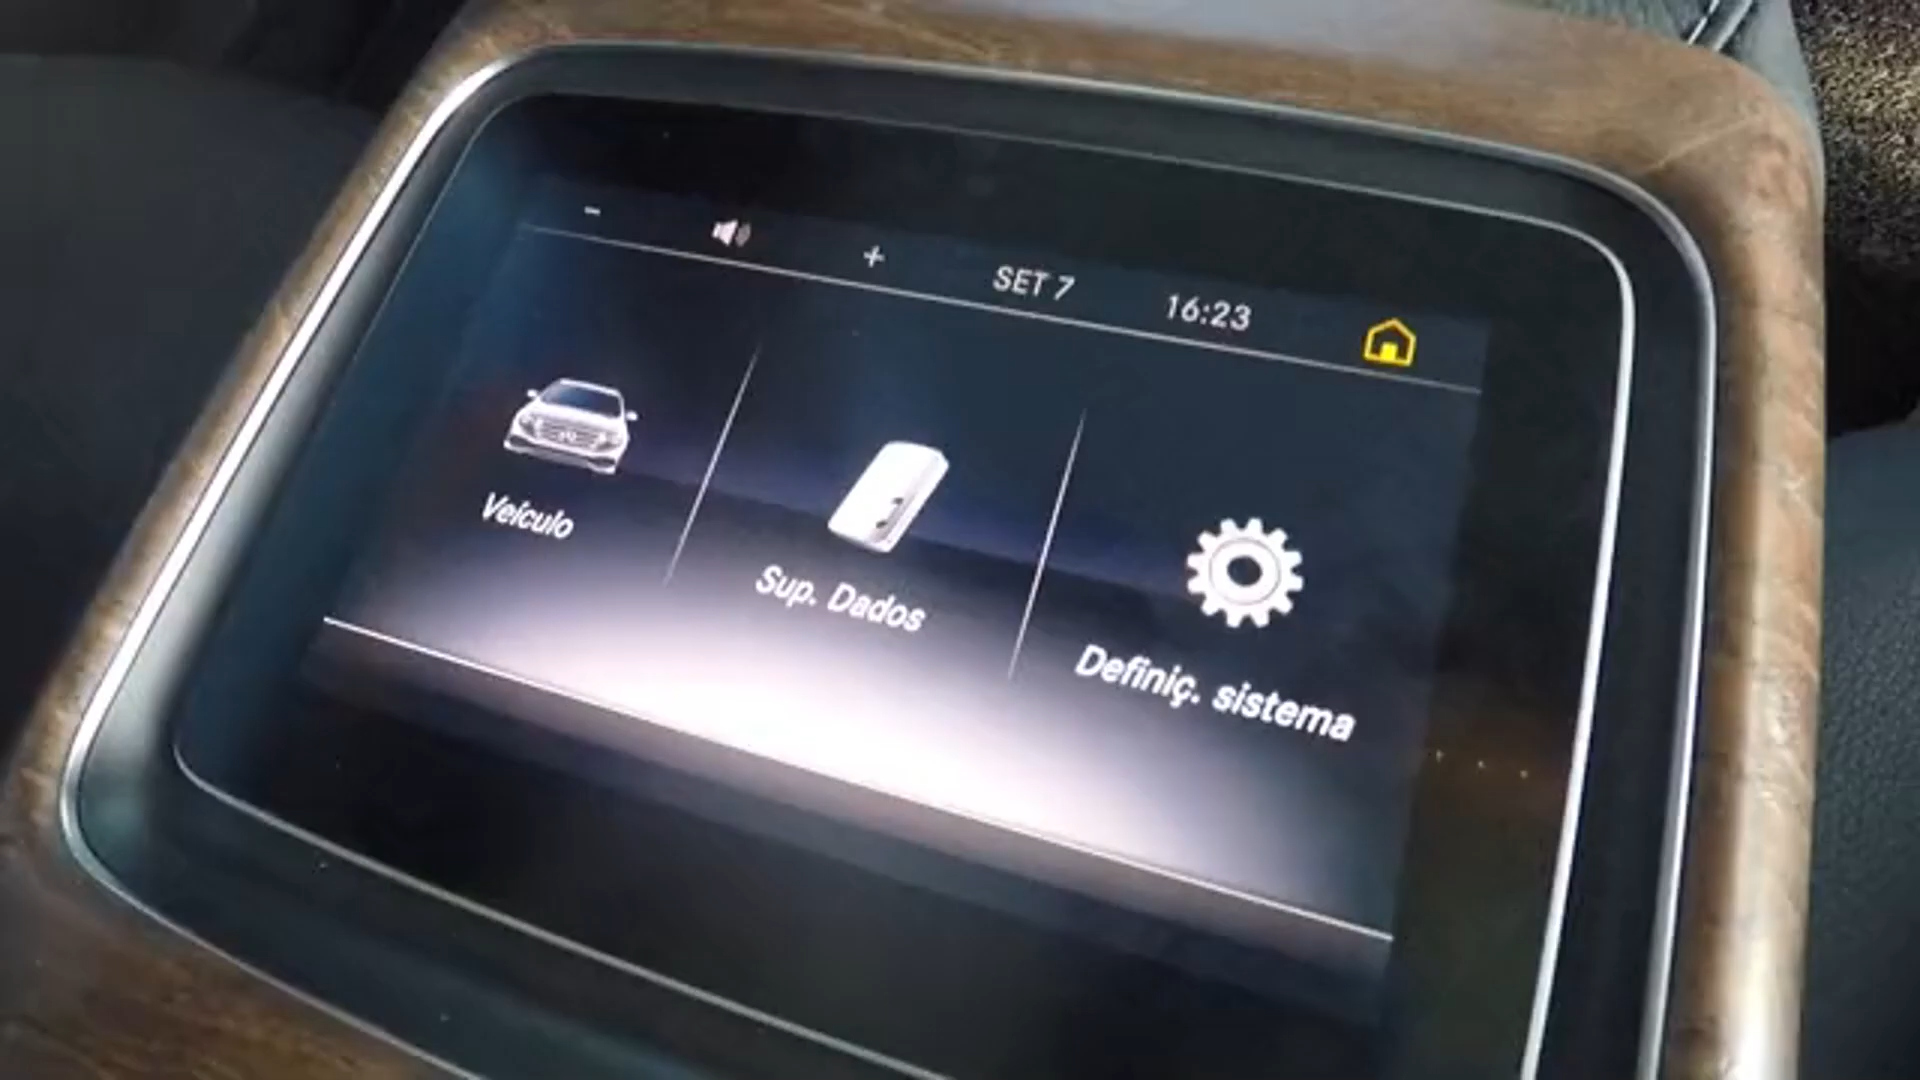 − + SET 7 16:23
Veículo
Sup. Dados
Definiç. sistema